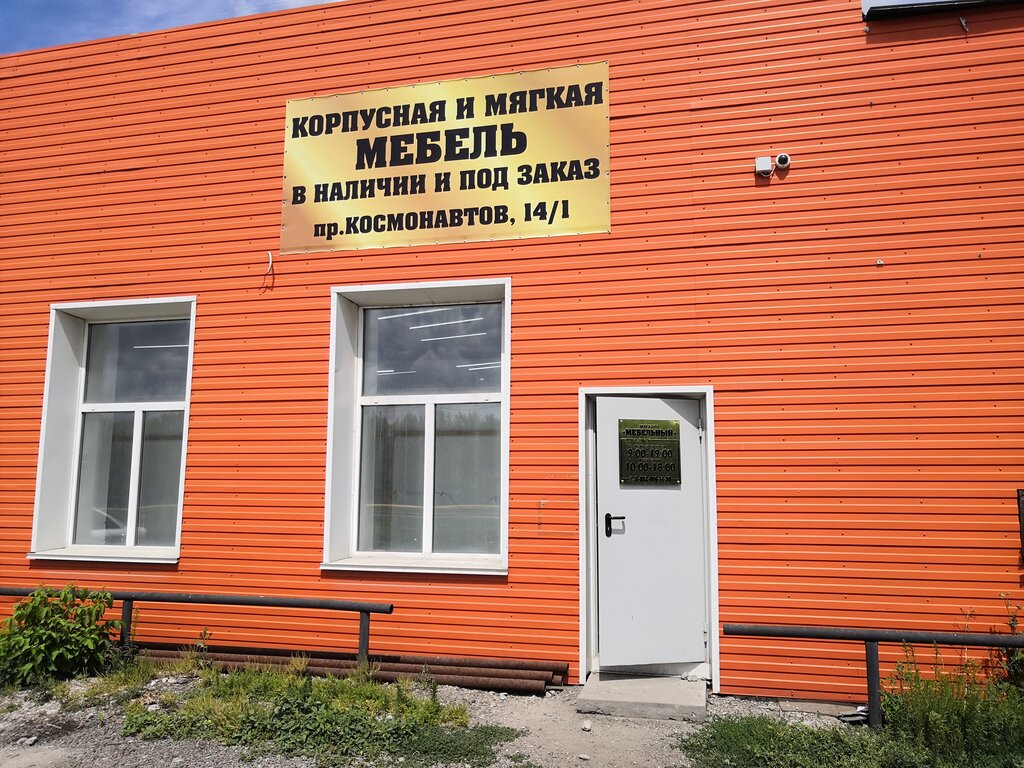 КОРПУСНАЯ И МЯГКАЯ
МЕБЕЛЬ
В НАЛИЧИИ И ПОД ЗАКАЗ
пр.КОСМОНАВТОВ, 14/1
МАГАЗИН
«МЕБЕЛЬНЫЙ»
9:00-19:00
10:00-18:00